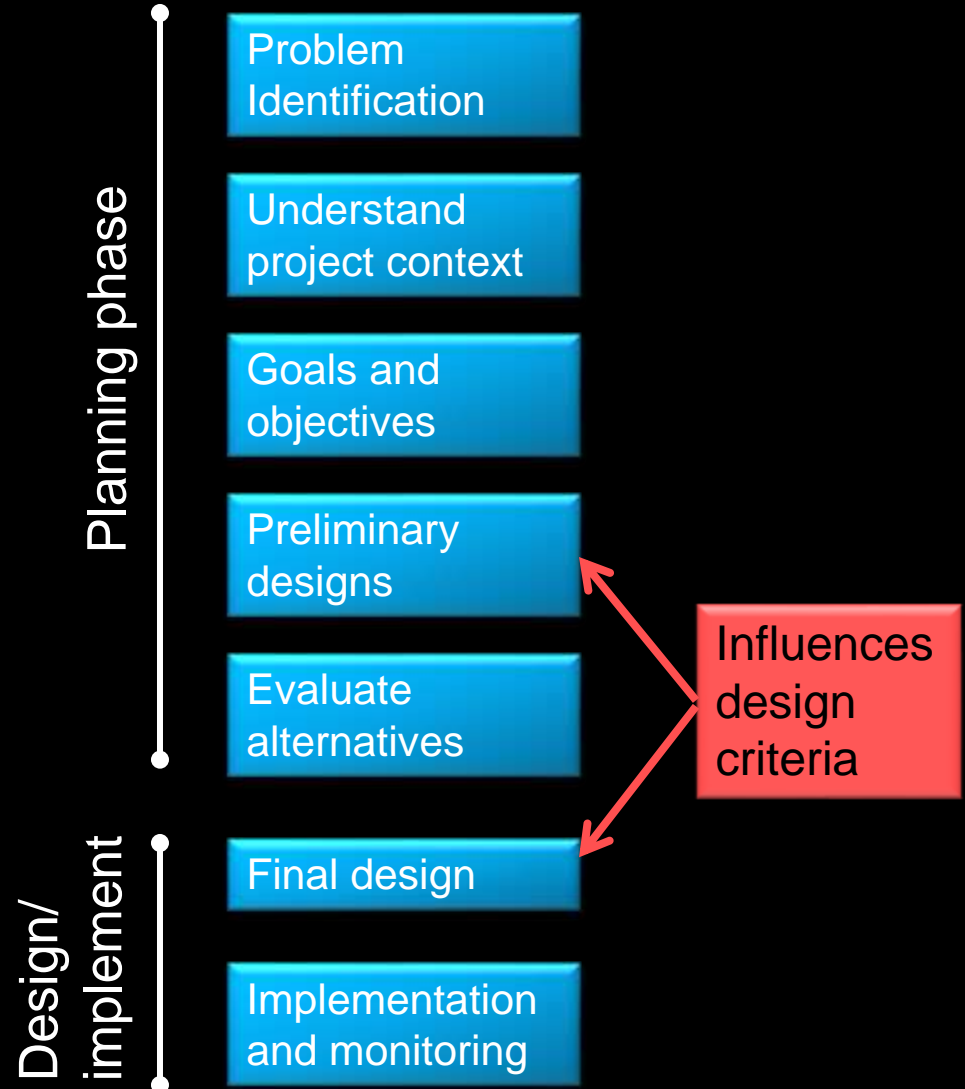 Planning phase
Problem
Identification
Understand
project context
Goals and
objectives
Preliminary
designs
Evaluate
alternatives
Influences
design
criteria
Design/
implement
Final design
Implementation
and monitoring